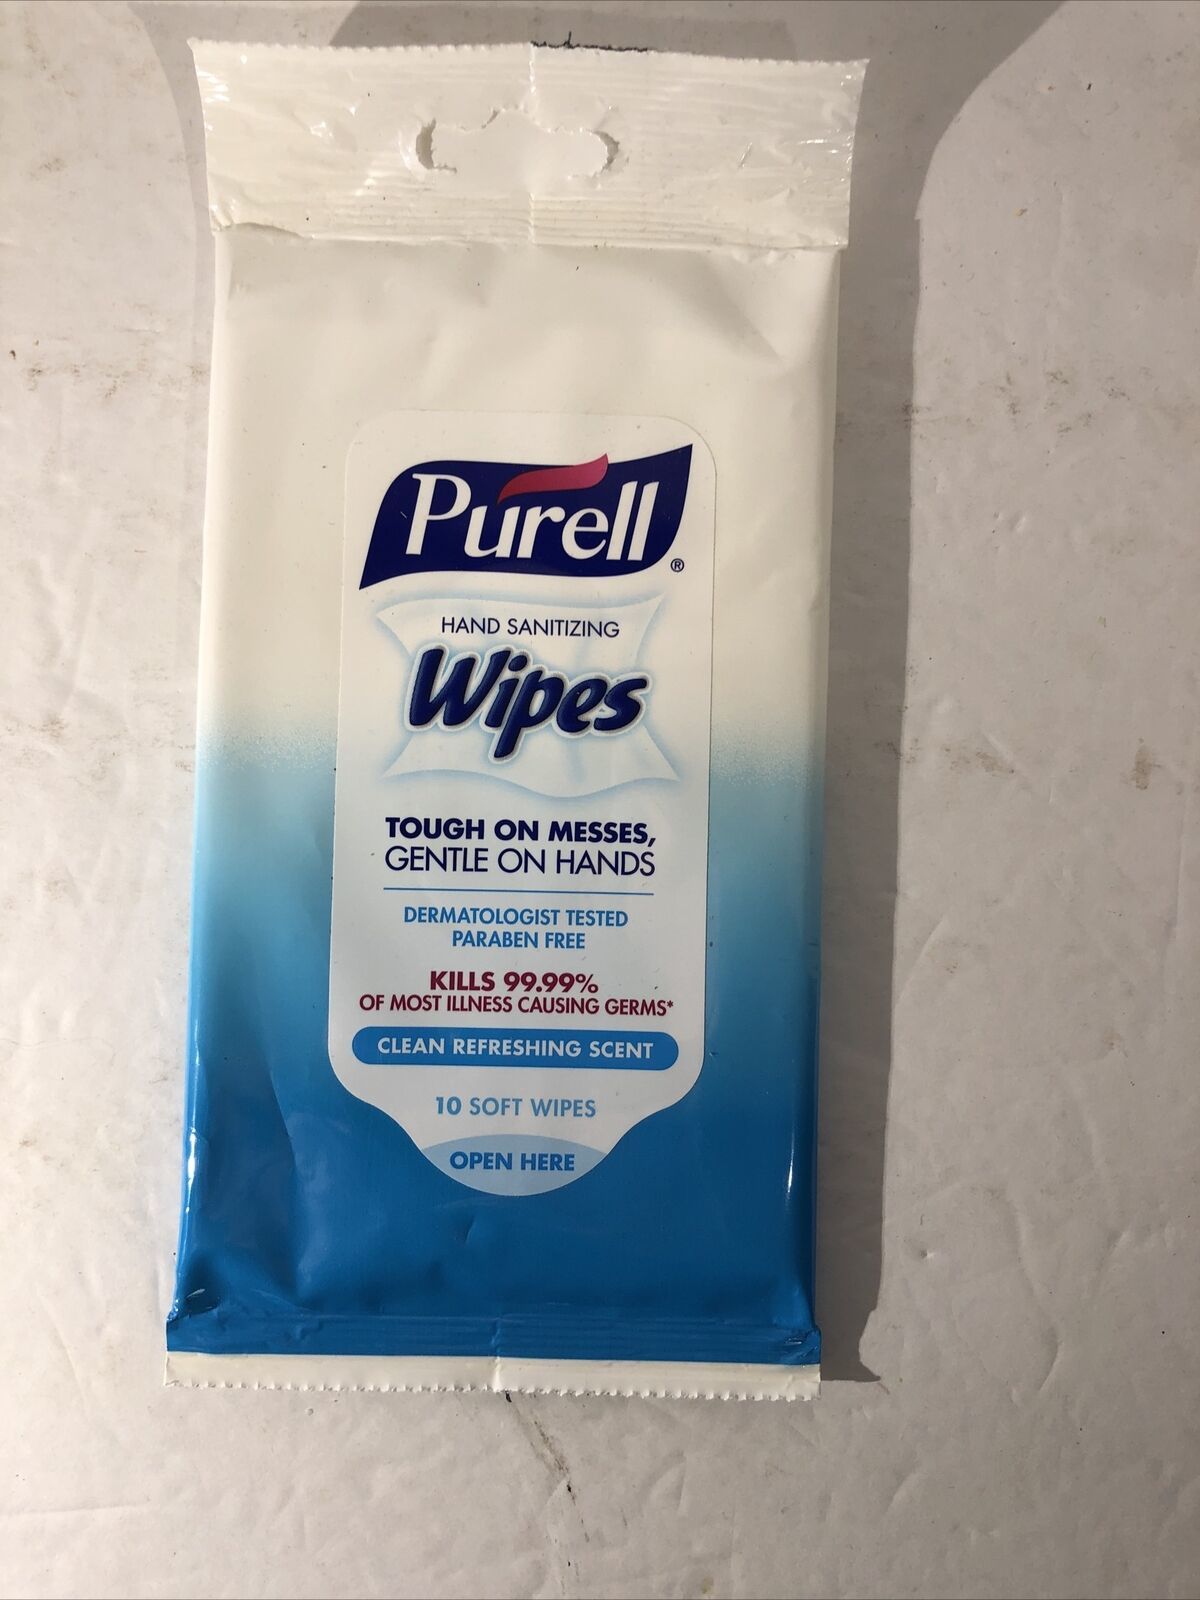 Purell®
HAND SANITIZING
Wipes
TOUGH ON MESSES,
GENTLE ON HANDS
DERMATOLOGIST TESTED
PARABEN FREE
KILLS 99.99%
OF MOST ILLNESS CAUSING GERMS*
CLEAN REFRESHING SCENT
10 SOFT WIPES
OPEN HERE